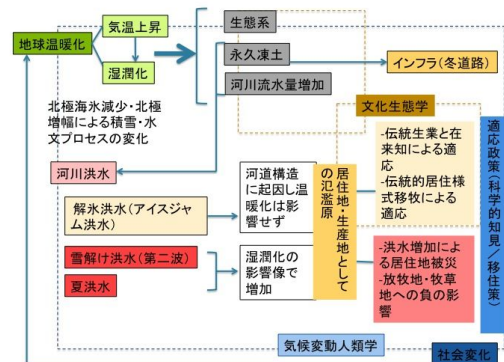 地球温暖化
気温上昇
湿潤化
生態系
永久凍土
河川流水量増加
インフラ(冬道路)
北極海氷減少・北極
増幅による積雪・水
文プロセスの変化
文化生態学
河川洪水
解氷洪水(アイスジャ
ム洪水)
河道構造
に起因し温
暖化は影
響せず
居住地・生産地として
の氾濫原
-伝統生業と在
来知による適
応
-伝統的居住様
式移牧による
適応
適応政策(科学的知見/移住策)
雪解け洪水(第二波)
夏洪水
湿潤化の
影響像で
増加
-洪水増加によ
る居住地被災
-放牧地・牧草
地への負の影
響
気候変動人類学
社会変化